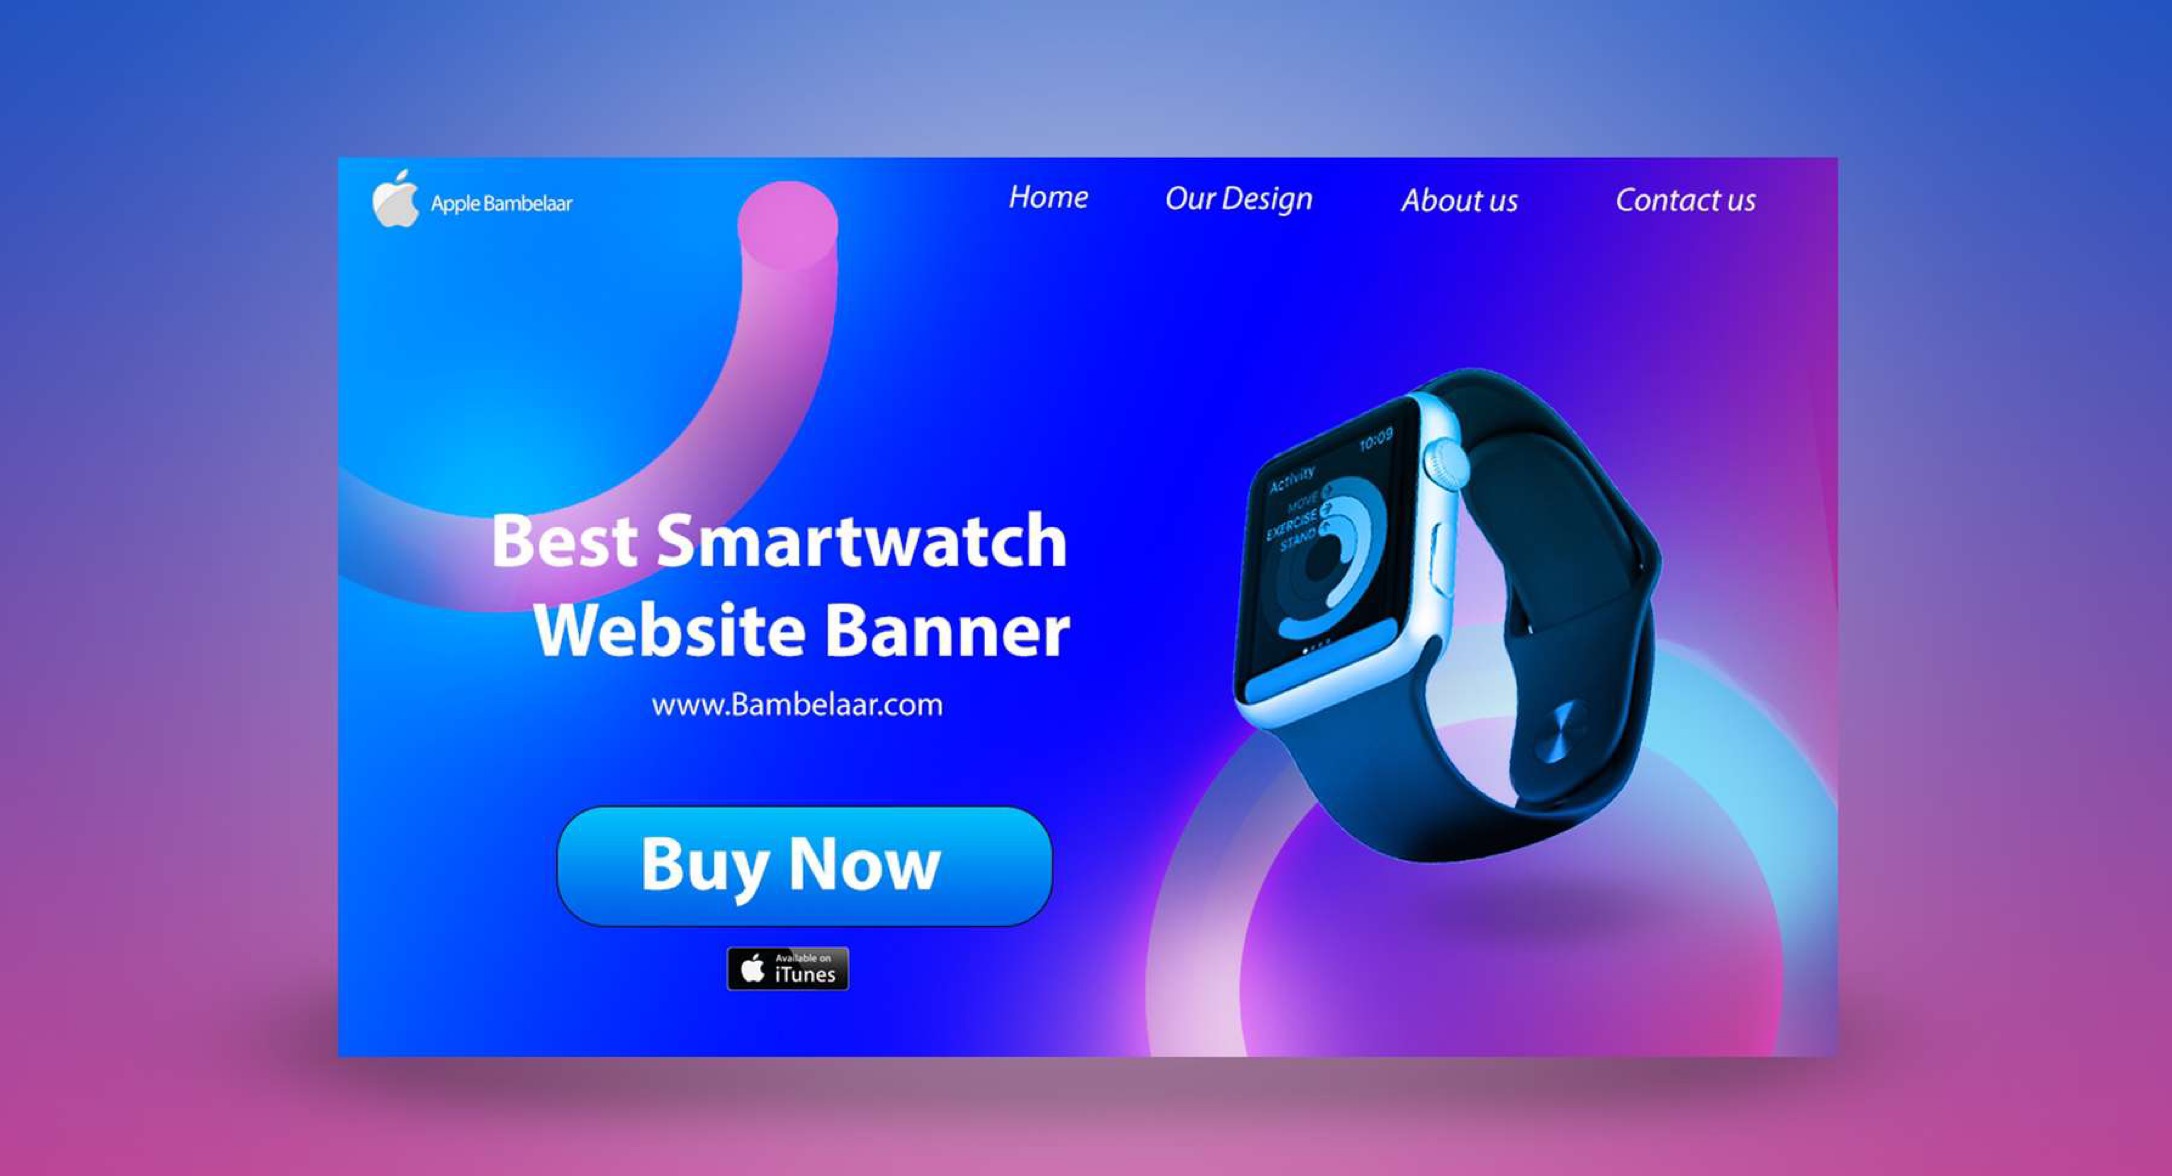 Apple Bambelaar
Home
Our Design
About us
Contact us
10:09
Activity
MOVE
EXERCISE
STAND
Best Smartwatch
Website Banner
www.Bambelaar.com
Buy Now
Available on
iTunes